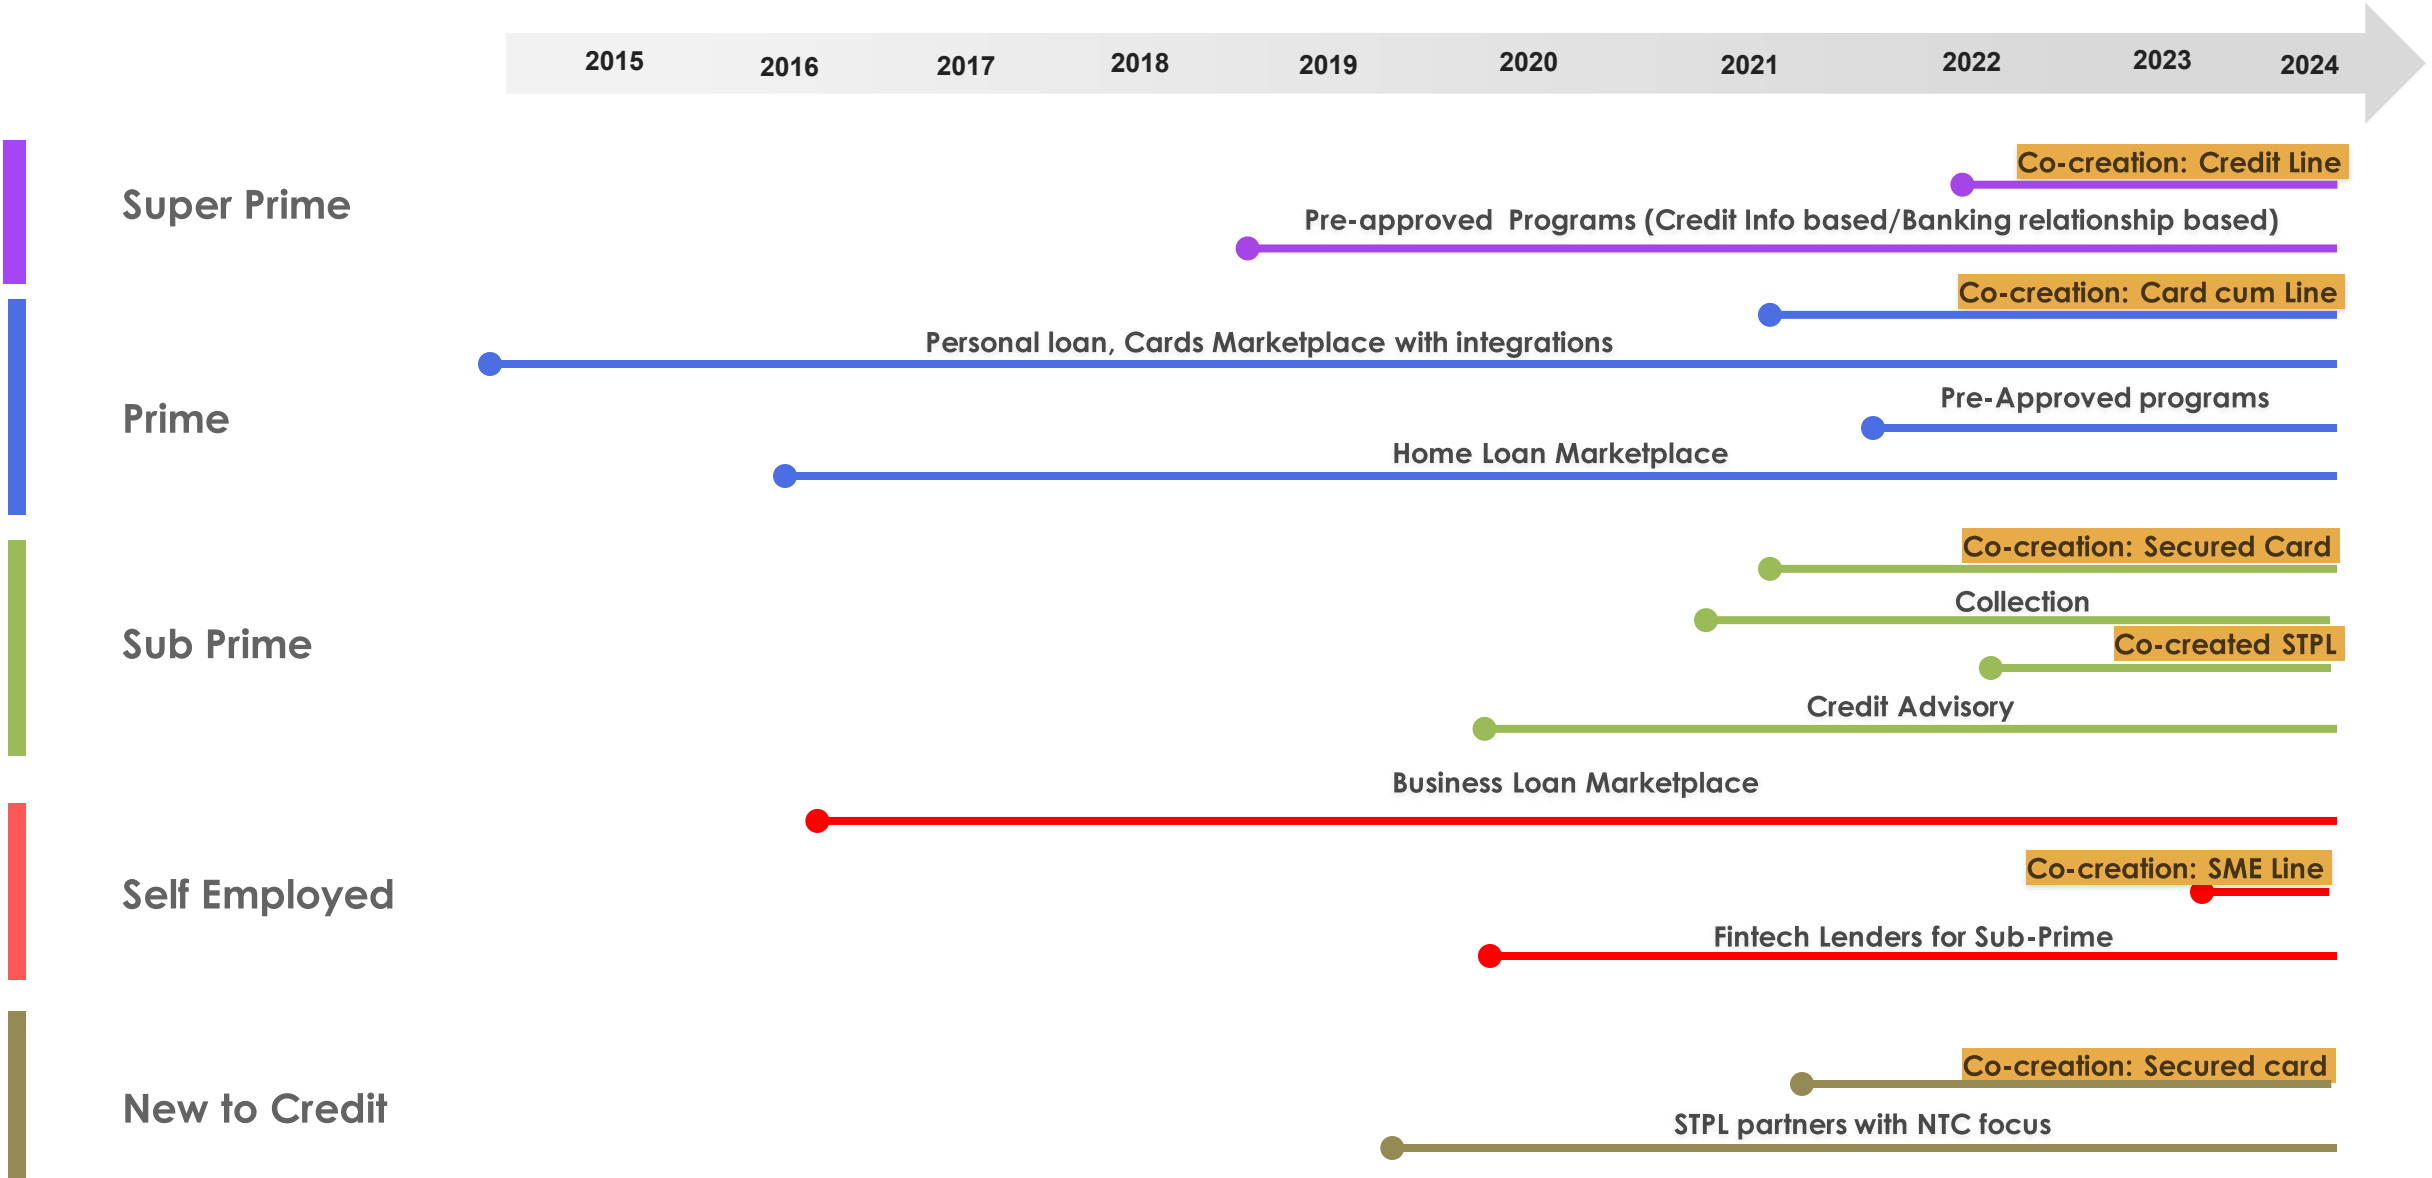 2015 2016 2017 2018 2019 2020 2021 2022 2023 2024
Super Prime
Co-creation: Credit Line
Pre-approved Programs (Credit Info based/Banking relationship based)
Prime
Co-creation: Card cum Line
Personal loan, Cards Marketplace with integrations
Pre-Approved programs
Home Loan Marketplace
Sub Prime
Co-creation: Secured Card
Collection
Co-created STPL
Credit Advisory
Self Employed
Business Loan Marketplace
Co-creation: SME Line
Fintech Lenders for Sub-Prime
New to Credit
Co-creation: Secured card
STPL partners with NTC focus